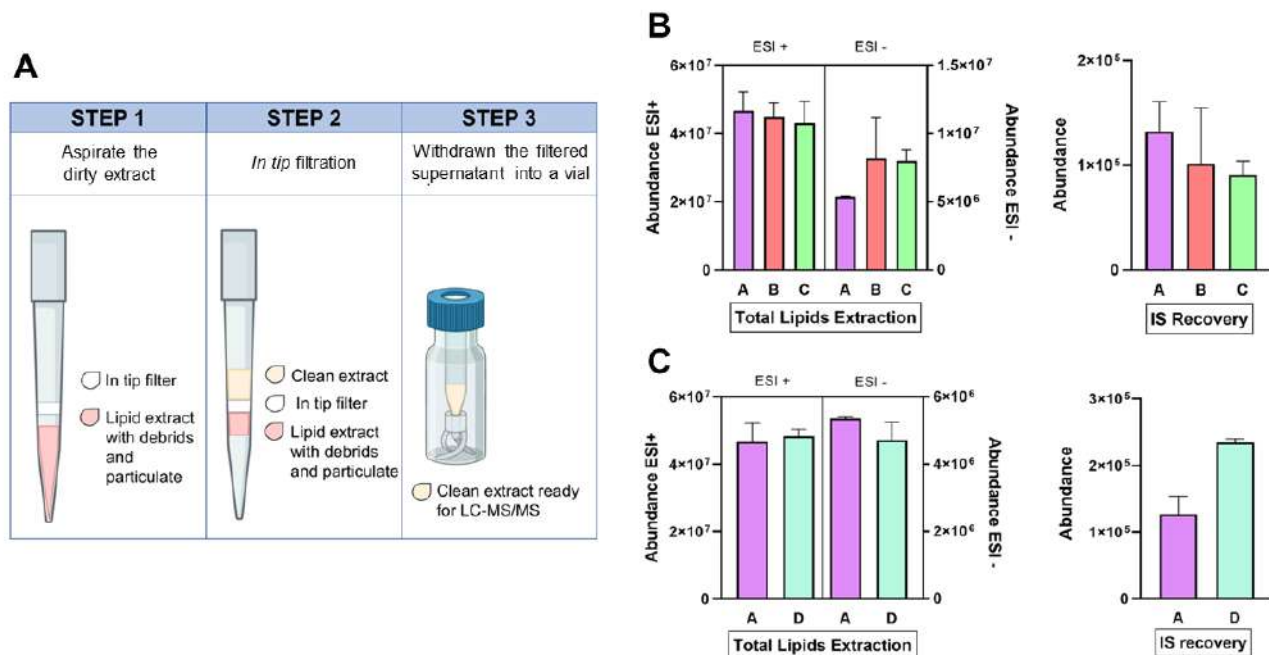 A
STEP 1
STEP 2
STEP 3
Aspirate the
dirty extract
In tip filtration
Withdrawn the filtered
supernatant into a vial
In tip filter
Lipid extract
with debrids
and
particulate
Clean extract
In tip filter
Lipid extract
with debrids
and particulate
Clean extract ready
for LC-MS/MS
B
ESI +
ESI -
Abundance ESI+
6×10⁷
4×10⁷
2×10⁷
0
1.5×10⁷
1×10⁷
5×10⁶
0
Abundance ESI -
A B C A B C
Total Lipids Extraction
Abundance
2×10⁵
1×10⁵
0
A B C
IS Recovery
C
ESI +
ESI -
Abundance ESI+
6×10⁷
4×10⁷
2×10⁷
0
6×10⁶
4×10⁶
2×10⁶
0
Abundance ESI -
A D A D
Total Lipids Extraction
Abundance
3×10⁵
2×10⁵
1×10⁵
0
A D
IS recovery